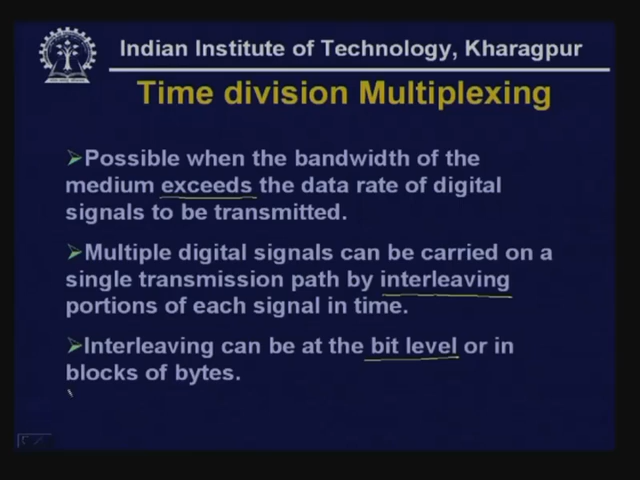 Indian Institute of Technology, Kharagpur
Time division Multiplexing
➢Possible when the bandwidth of the
medium exceeds the data rate of digital
signals to be transmitted.
➢Multiple digital signals can be carried on a
single transmission path by interleaving
portions of each signal in time.
➢Interleaving can be at the bit level or in
blocks of bytes.